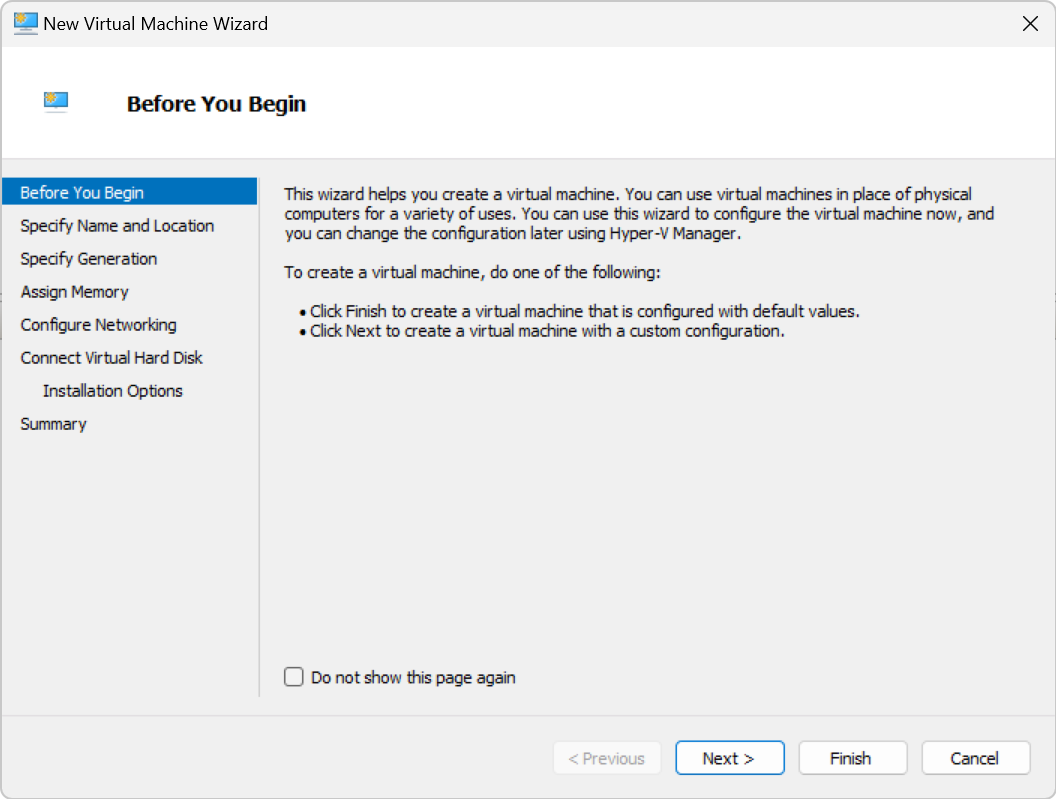 New Virtual Machine Wizard
Before You Begin
Before You Begin
Specify Name and Location
Specify Generation
Assign Memory
Configure Networking
Connect Virtual Hard Disk
Installation Options
Summary
This wizard helps you create a virtual machine. You can use virtual machines in place of physical
computers for a variety of uses. You can use this wizard to configure the virtual machine now, and
you can change the configuration later using Hyper-V Manager.
To create a virtual machine, do one of the following:
• Click Finish to create a virtual machine that is configured with default values.
• Click Next to create a virtual machine with a custom configuration.
Do not show this page again
< Previous
Next >
Finish
Cancel